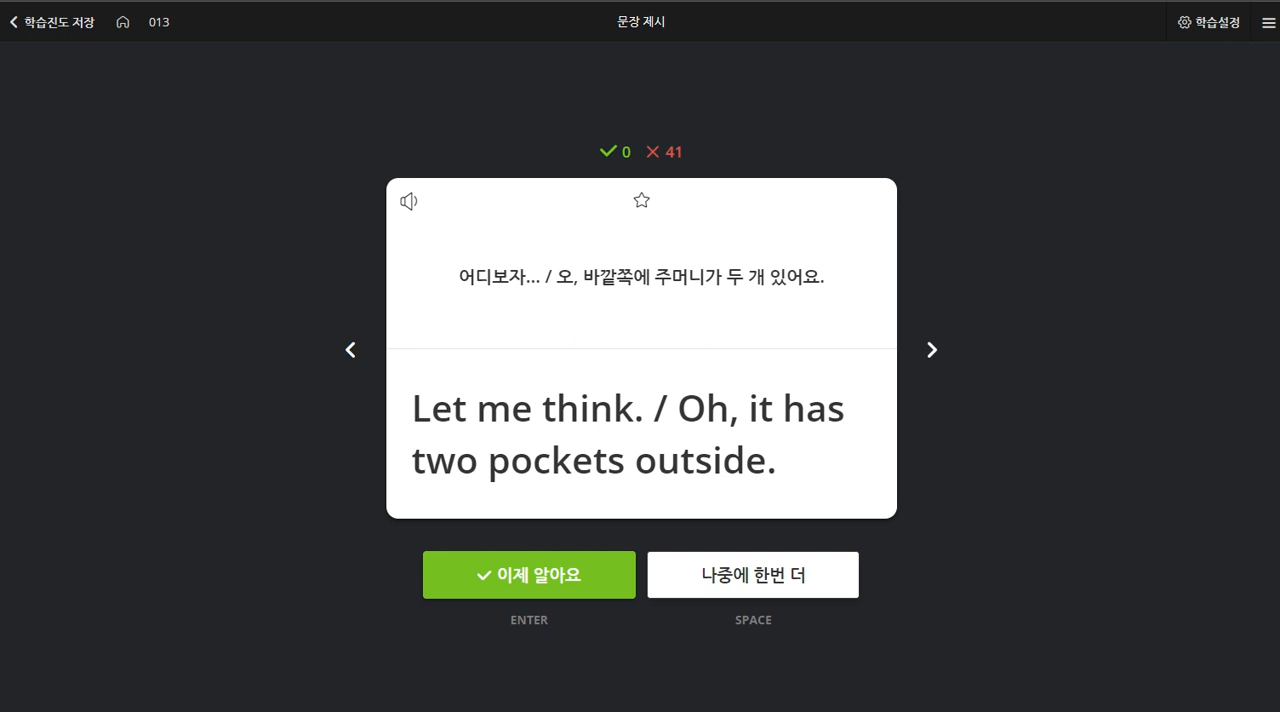 학습진도 저장
013
문장 제시
학습설정
0
41
어디보자... / 오, 바깥쪽에 주머니가 두 개 있어요.
Let me think. / Oh, it has
two pockets outside.
이제 알아요
나중에 한번 더
ENTER
SPACE